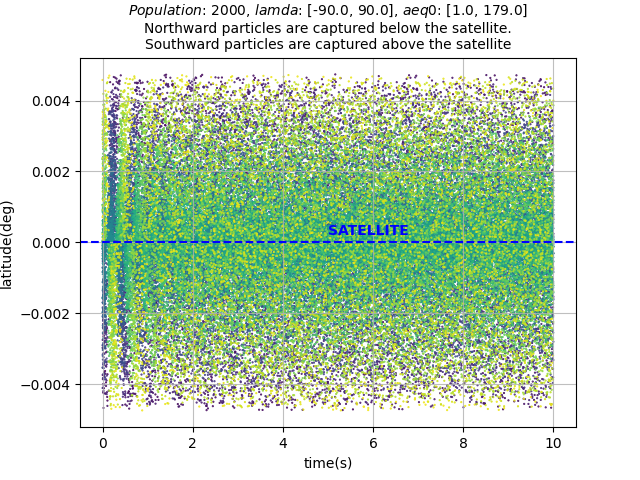 Population: 2000, lamda: [-90.0, 90.0], aeq0: [1.0, 179.0]
Northward particles are captured below the satellite.
Southward particles are captured above the satellite
0.004
0.002
0.000
−0.002
−0.004
latitude(deg)
SATELLITE
0 2 4 6 8 10
time(s)